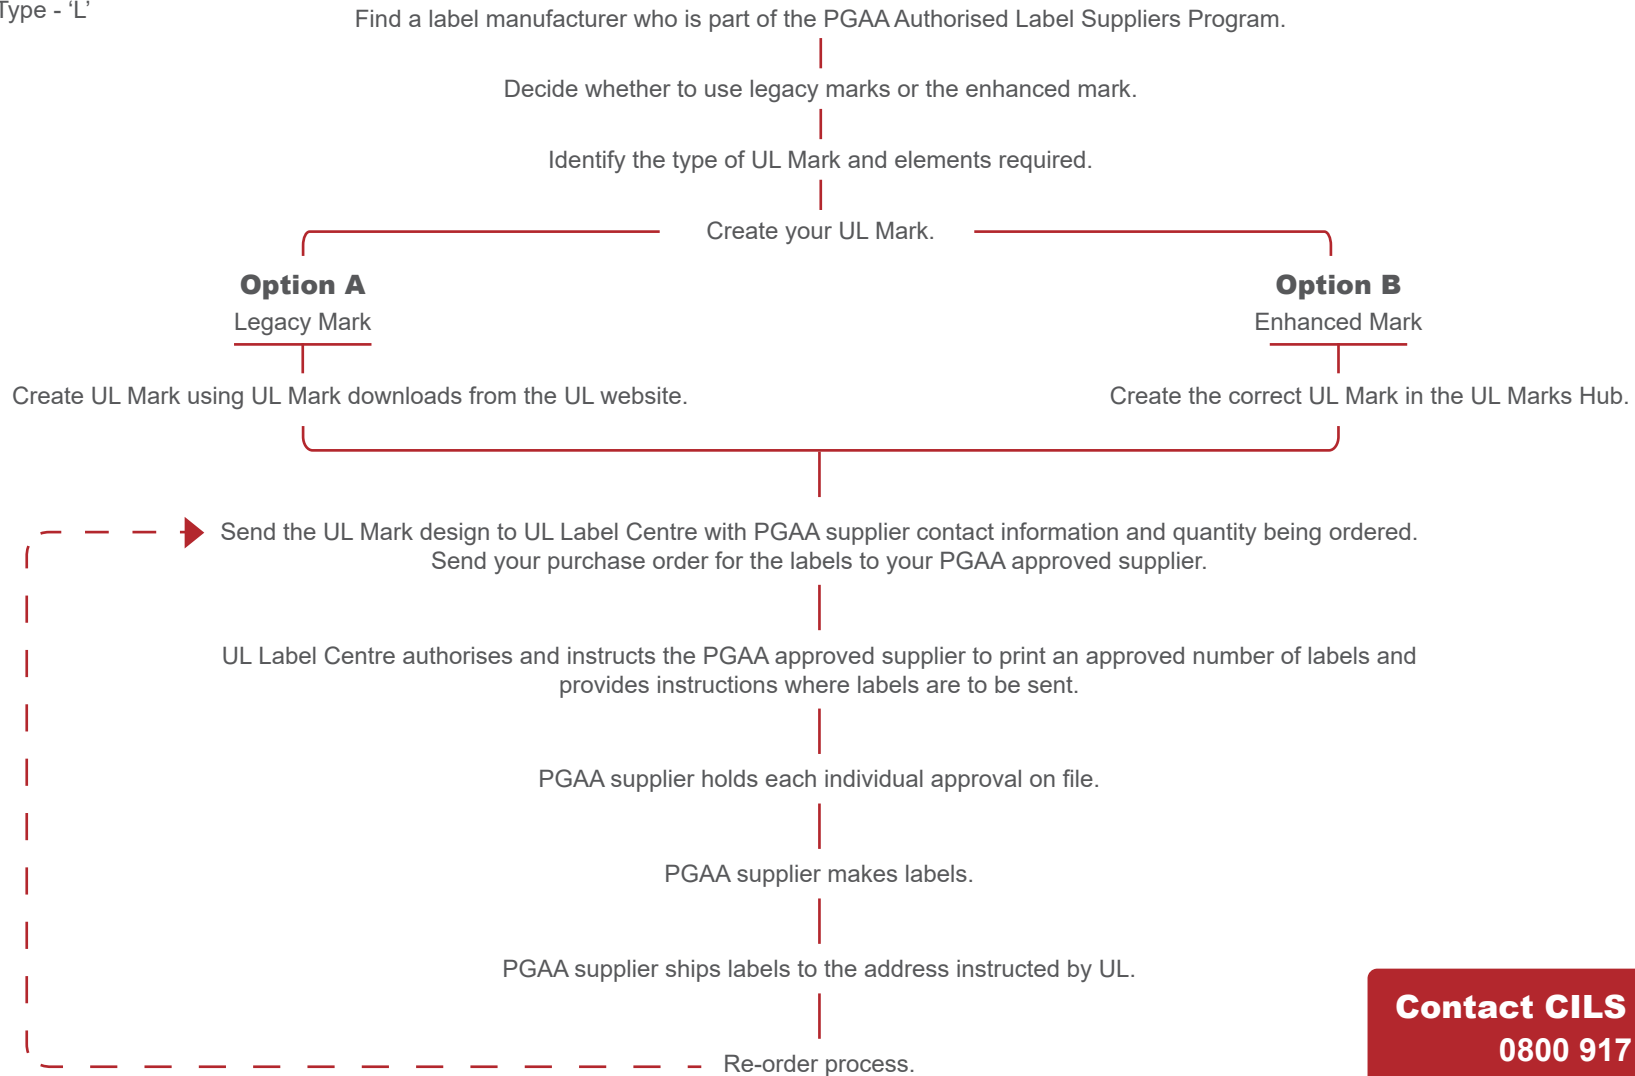 Type - ‘L’
Find a label manufacturer who is part of the PGAA Authorised Label Suppliers Program.
Decide whether to use legacy marks or the enhanced mark.
Identify the type of UL Mark and elements required.
Create your UL Mark.
Option A
Legacy Mark
Create UL Mark using UL Mark downloads from the UL website.
Option B
Enhanced Mark
Create the correct UL Mark in the UL Marks Hub.
Send the UL Mark design to UL Label Centre with PGAA supplier contact information and quantity being ordered.
Send your purchase order for the labels to your PGAA approved supplier.
UL Label Centre authorises and instructs the PGAA approved supplier to print an approved number of labels and
provides instructions where labels are to be sent.
PGAA supplier holds each individual approval on file.
PGAA supplier makes labels.
PGAA supplier ships labels to the address instructed by UL.
Re-order process.
Contact CILS
0800 917